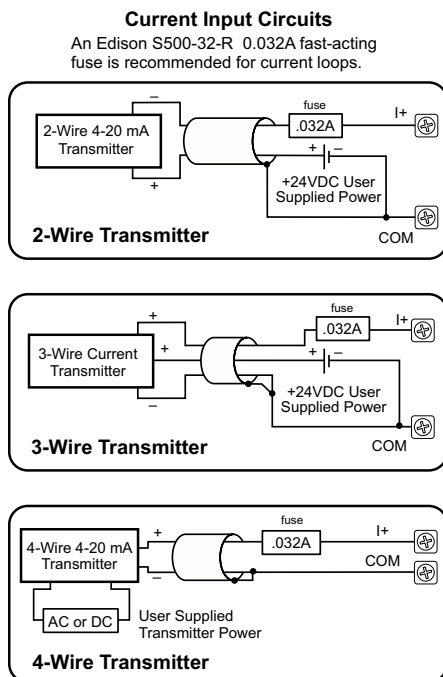 Current Input Circuits
An Edison S500-32-R 0.032A fast-acting
fuse is recommended for current loops.
–
2-Wire 4-20 mA
Transmitter
+
fuse
.032A
I+
+ –
+24VDC User
Supplied Power
COM
2-Wire Transmitter
+
3-Wire Current
Transmitter
+
–
fuse
.032A
I+
+ –
+24VDC User
Supplied Power
COM
3-Wire Transmitter
4-Wire 4-20 mA
Transmitter
+
–
fuse
.032A
I+
COM
AC or DC
User Supplied
Transmitter Power
4-Wire Transmitter